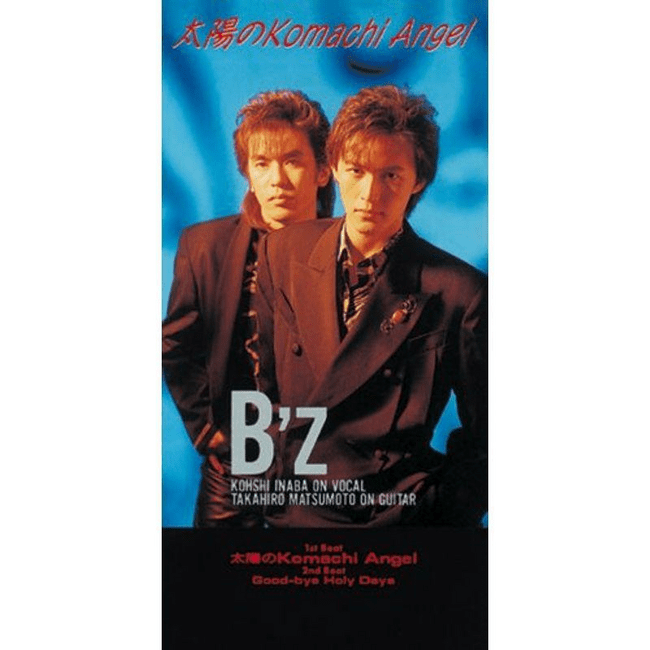 太陽のKomachi Angel
B'z
KOHSHI INABA ON VOCAL
TAKAHIRO MATSUMOTO ON GUITAR
1st Beat
太陽のKomachi Angel
2nd Beat
Good-bye Holy Days